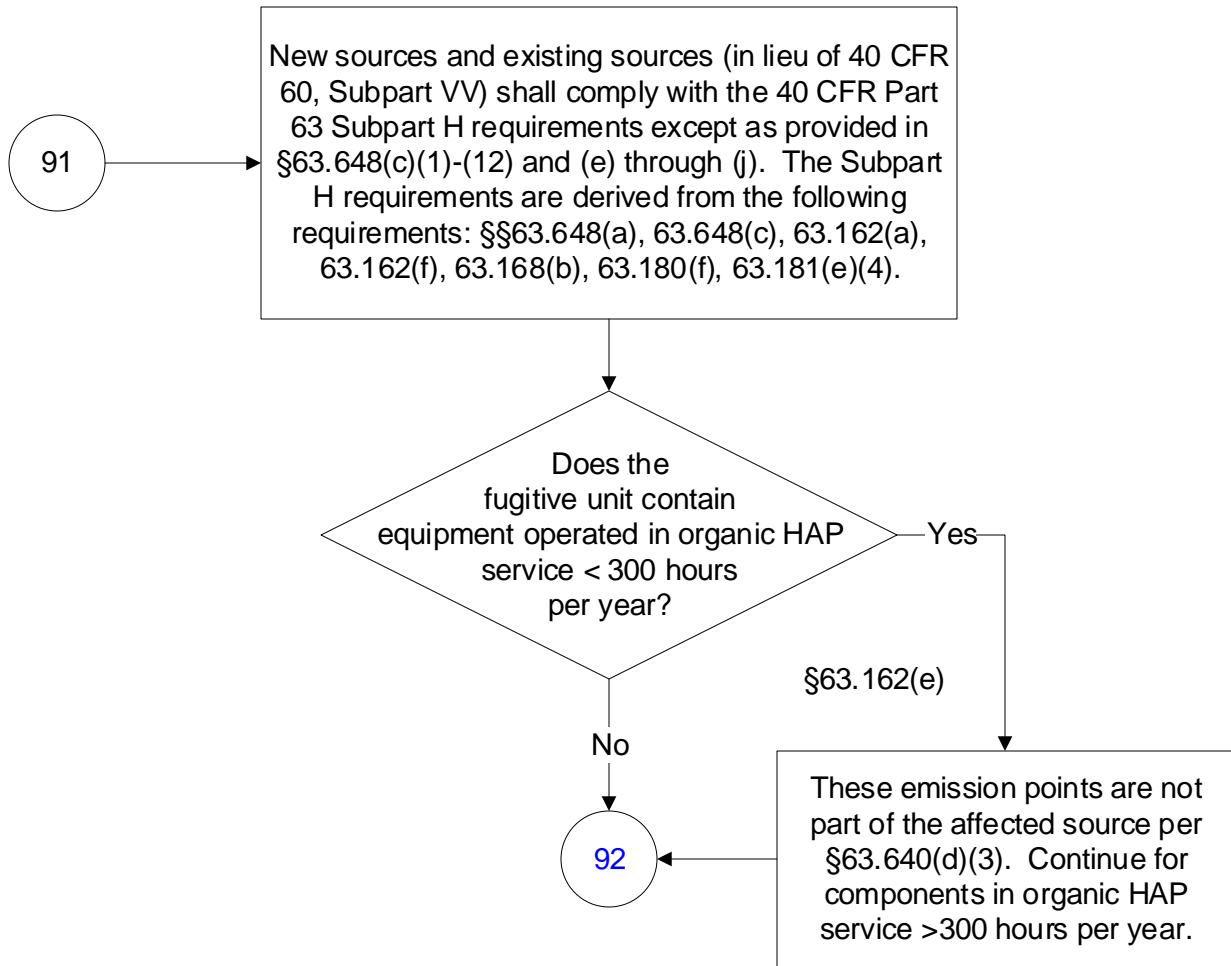 91
New sources and existing sources (in lieu of 40 CFR
60, Subpart VV) shall comply with the 40 CFR Part
63 Subpart H requirements except as provided in
§63.648(c)(1)-(12) and (e) through (j).  The Subpart
H requirements are derived from the following
requirements: §§63.648(a), 63.648(c), 63.162(a),
63.162(f), 63.168(b), 63.180(f), 63.181(e)(4).
Does the
fugitive unit contain
equipment operated in organic HAP
service < 300 hours
per year?
Yes
§63.162(e)
No
These emission points are not
part of the affected source per
§63.640(d)(3).  Continue for
components in organic HAP
service >300 hours per year.
92